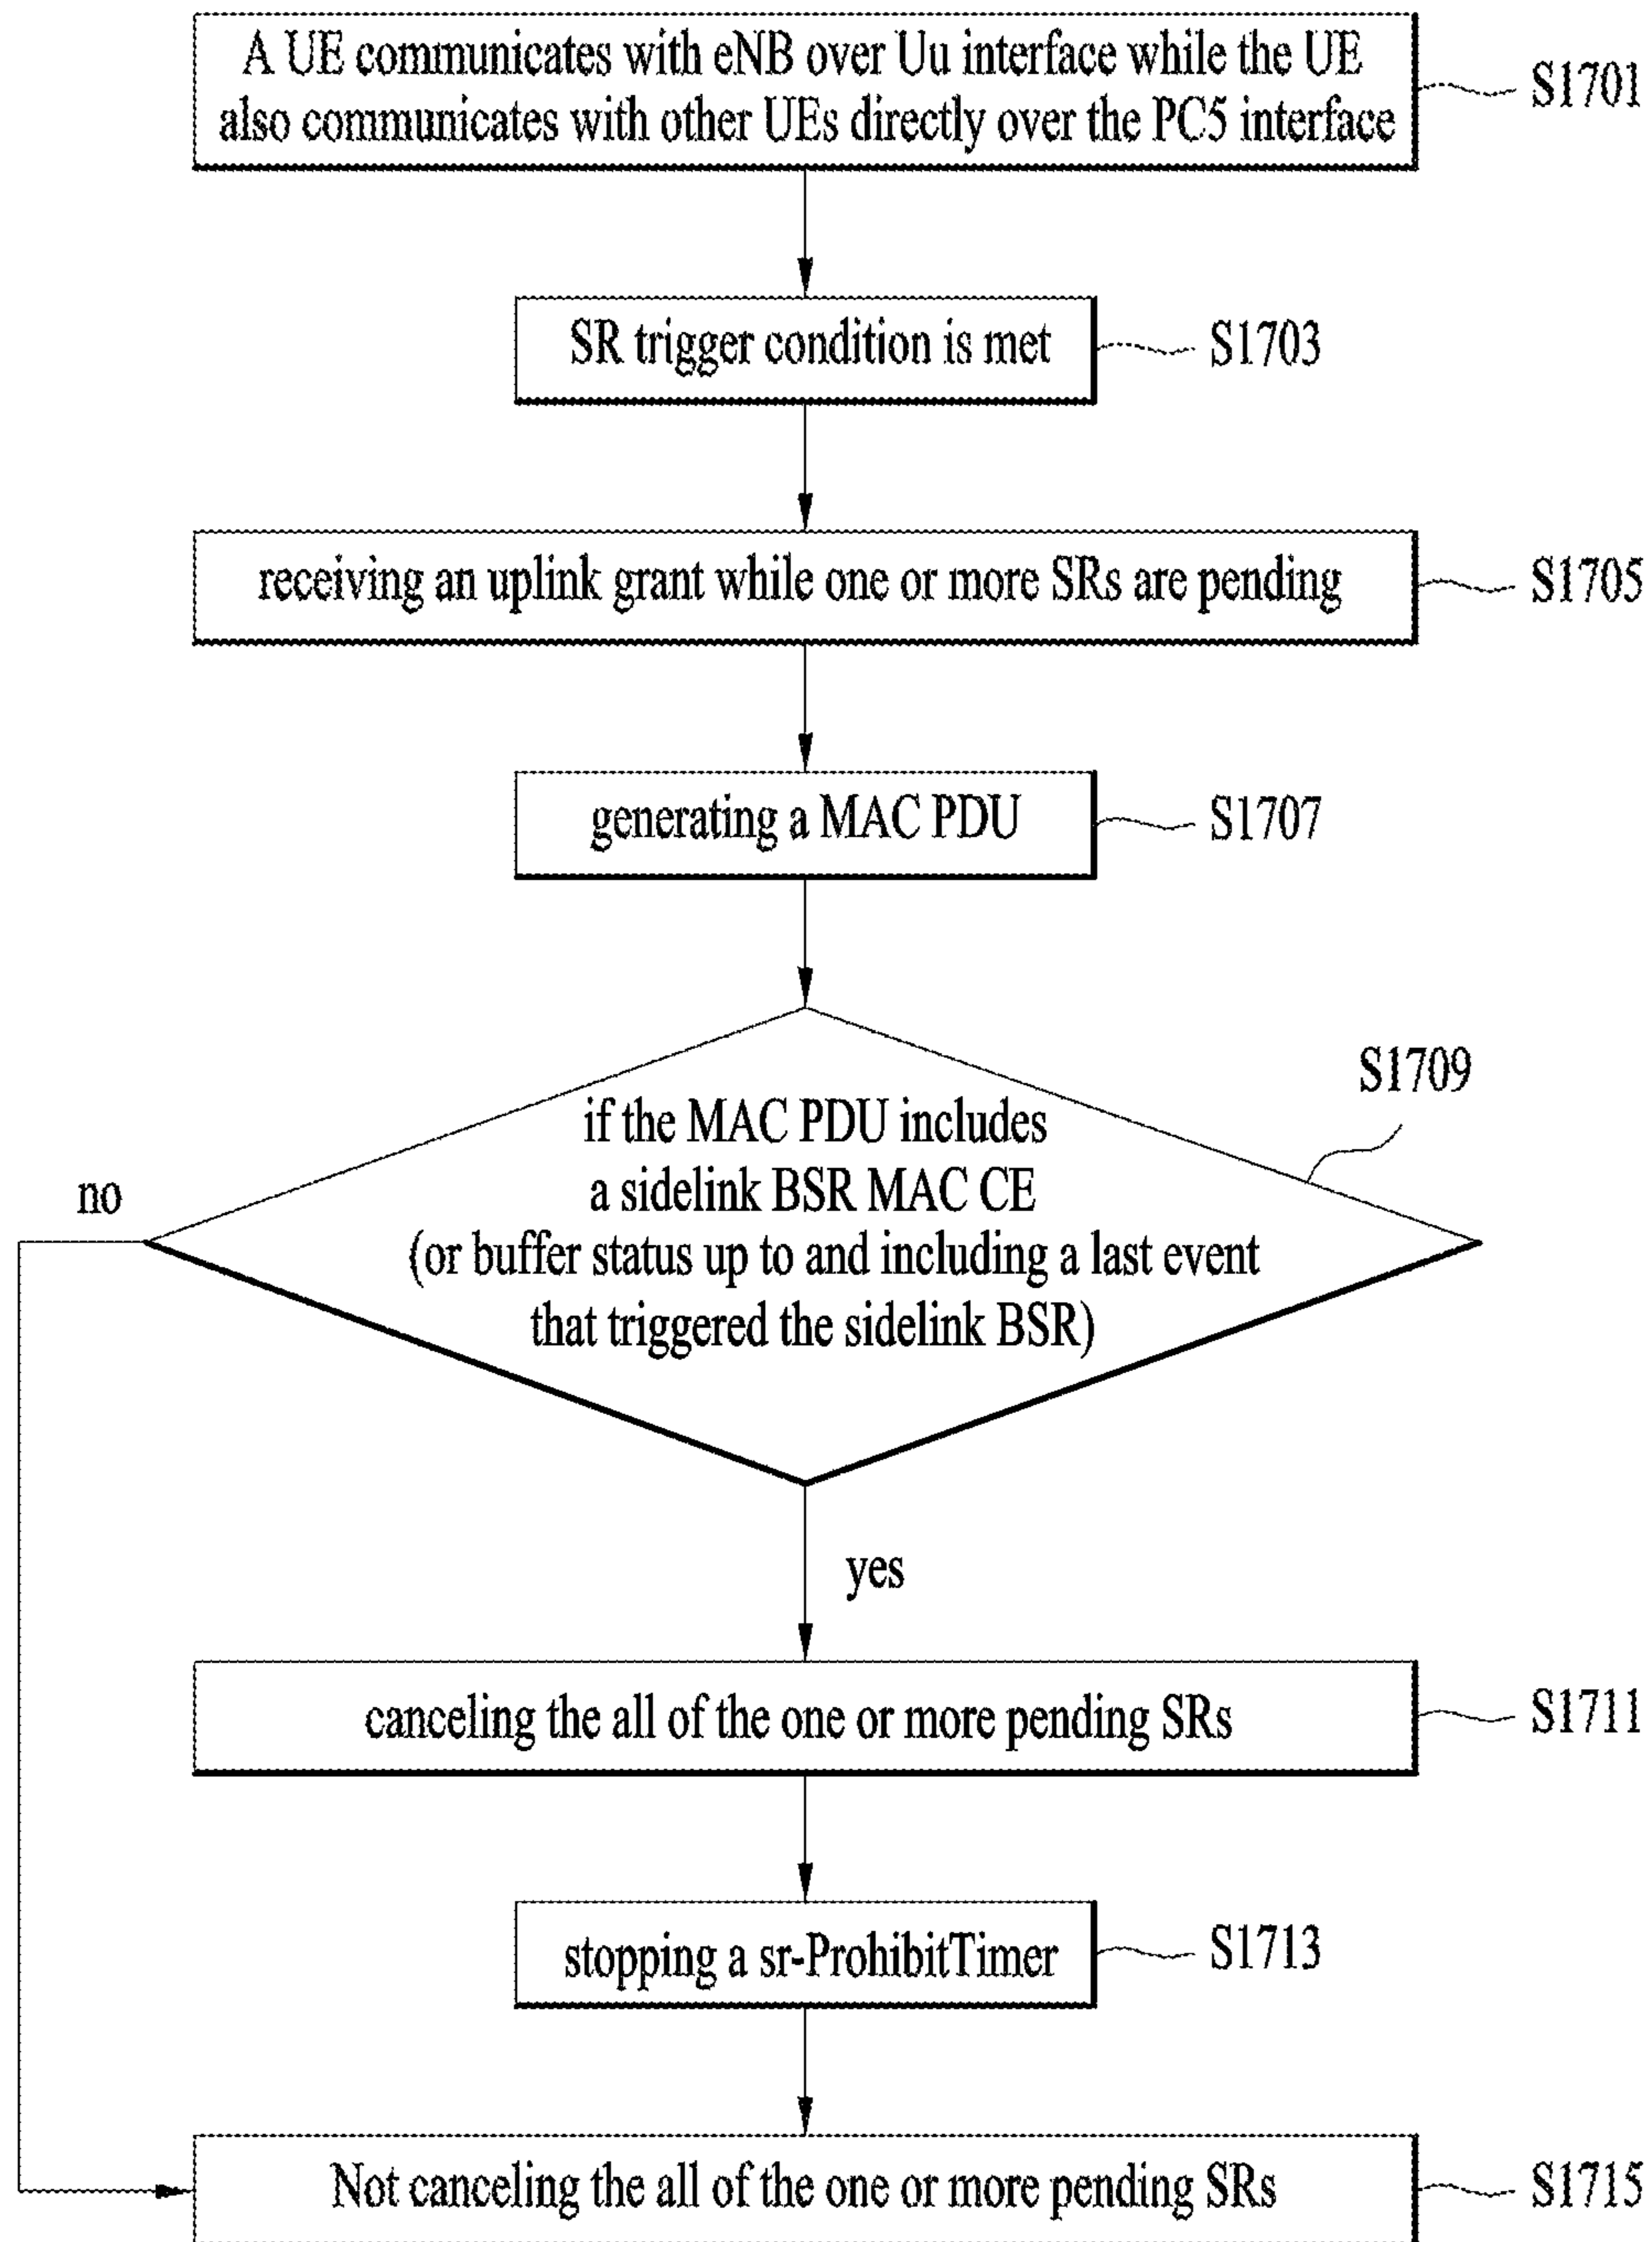 A UE communicates with eNB over Uu interface while the UE
also communicates with other UEs directly over the PC5 interface
S1701
SR trigger condition is met
S1703
receiving an uplink grant while one or more SRs are pending
S1705
generating a MAC PDU
S1707
S1709
if the MAC PDU includes
a sidelink BSR MAC CE
(or buffer status up to and including a last event
that triggered the sidelink BSR)
no
yes
canceling the all of the one or more pending SRs
S1711
stopping a sr-ProhibitTimer
S1713
Not canceling the all of the one or more pending SRs
S1715